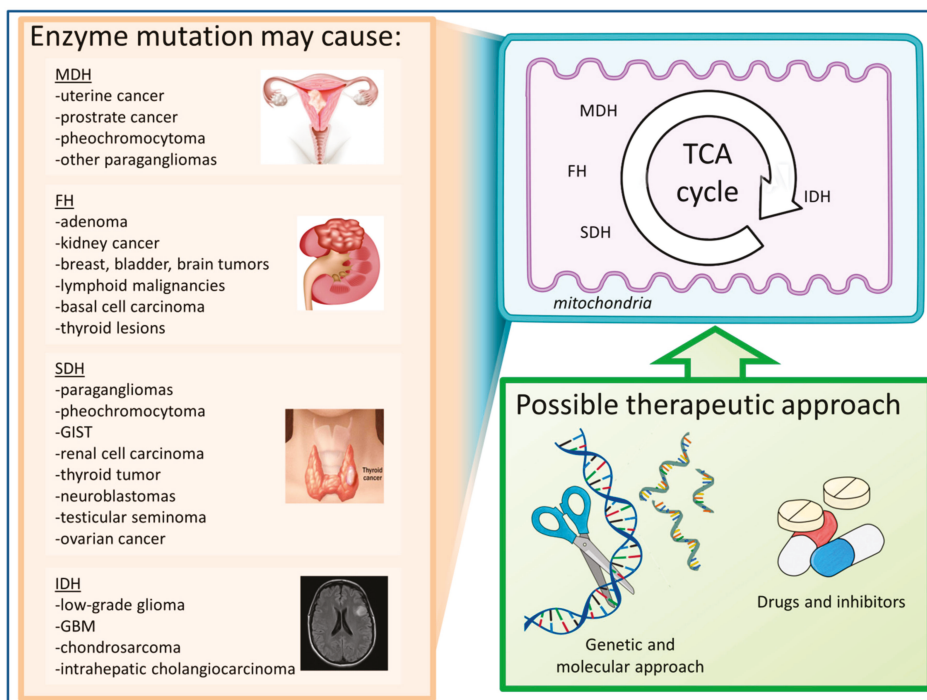 Enzyme mutation may cause:
MDH
-uterine cancer
-prostrate cancer
-pheochromocytoma
-other paragangliomas
FH
-adenoma
-kidney cancer
-breast, bladder, brain tumors
-lymphoid malignancies
-basal cell carcinoma
-thyroid lesions
SDH
-paragangliomas
-pheochromocytoma
-GIST
-renal cell carcinoma
-thyroid tumor
-neuroblastomas
-testicular seminoma
-ovarian cancer
Thyroid
cancer
IDH
-low-grade glioma
-GBM
-chondrosarcoma
-intrahepatic cholangiocarcinoma
MDH
FH
SDH
TCA
cycle
IDH
mitochondria
Possible therapeutic approach
Genetic and
molecular approach
Drugs and inhibitors